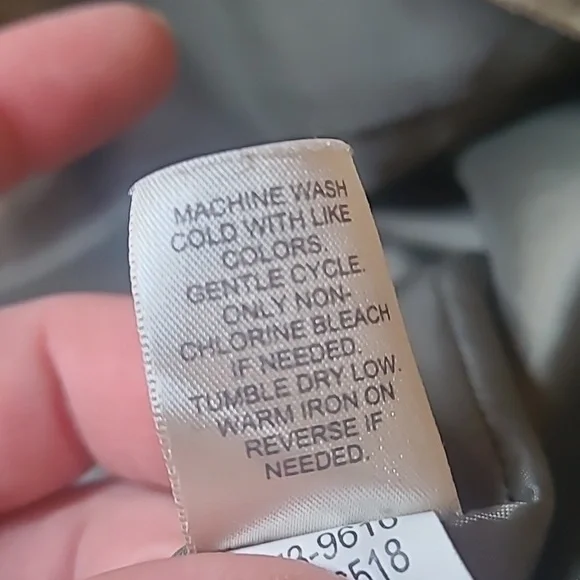 MACHINE WASH
COLD WITH LIKE
COLORS.
GENTLE CYCLE.
ONLY NON-
CHLORINE BLEACH
IF NEEDED.
TUMBLE DRY LOW.
WARM IRON ON
REVERSE IF
NEEDED.